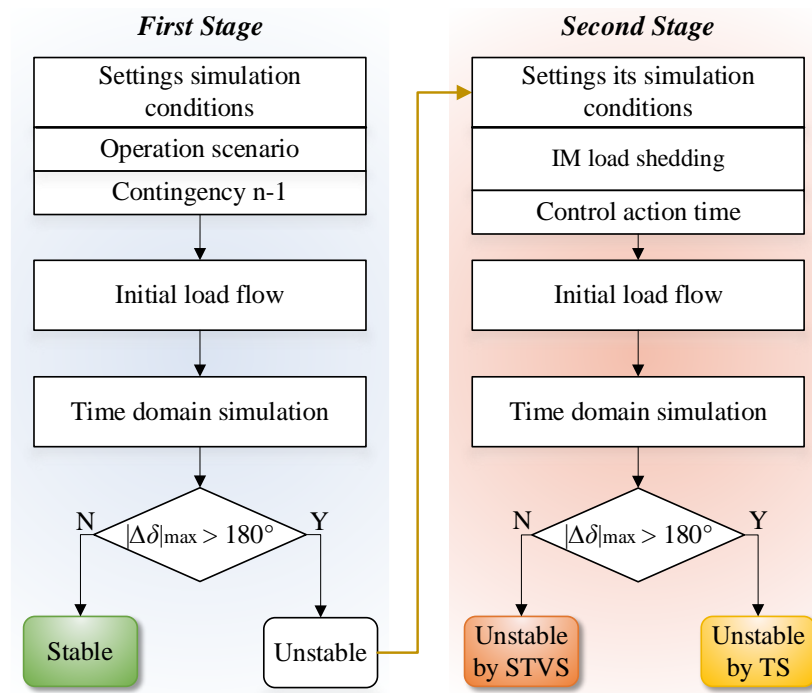 First Stage
Settings simulation
conditions
Operation scenario
Contingency n-1
Initial load flow
Time domain simulation
N
|Δδ|max > 180°
Y
Stable
Unstable
Second Stage
Settings its simulation
conditions
IM load shedding
Control action time
Initial load flow
Time domain simulation
N
|Δδ|max > 180°
Y
Unstable
by STVS
Unstable
by TS